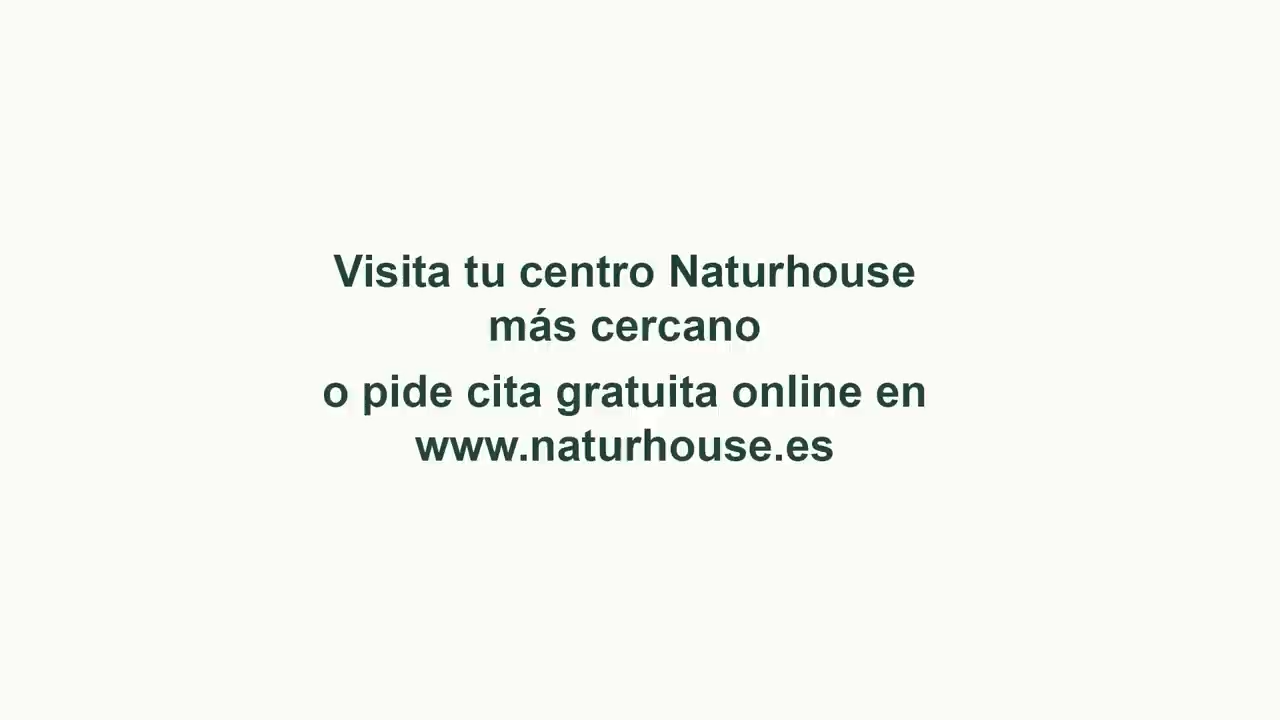 Visita tu centro Naturhouse
más cercano
o pide cita gratuita online en
www.naturhouse.es